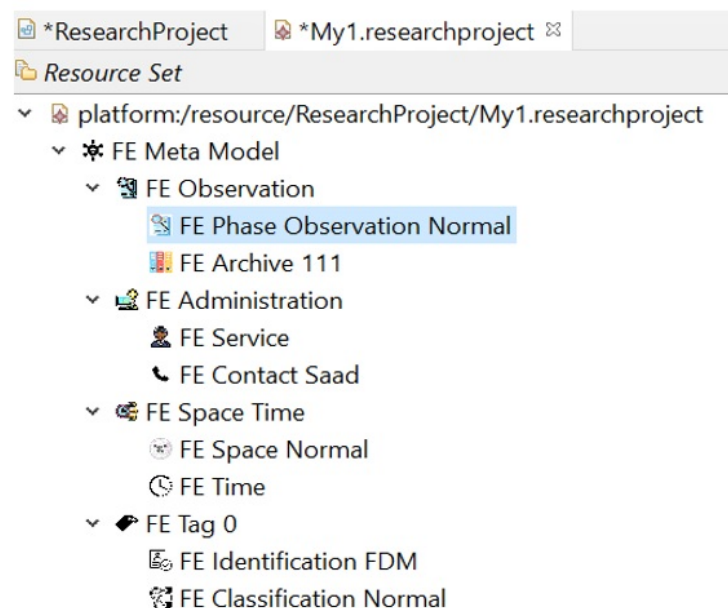 *ResearchProject *My1.researchproject
Resource Set
platform:/resource/ResearchProject/My1.researchproject
FE Meta Model
FE Observation
FE Phase Observation Normal
FE Archive 111
FE Administration
FE Service
FE Contact Saad
FE Space Time
FE Space Normal
FE Time
FE Tag 0
FE Identification FDM
FE Classification Normal